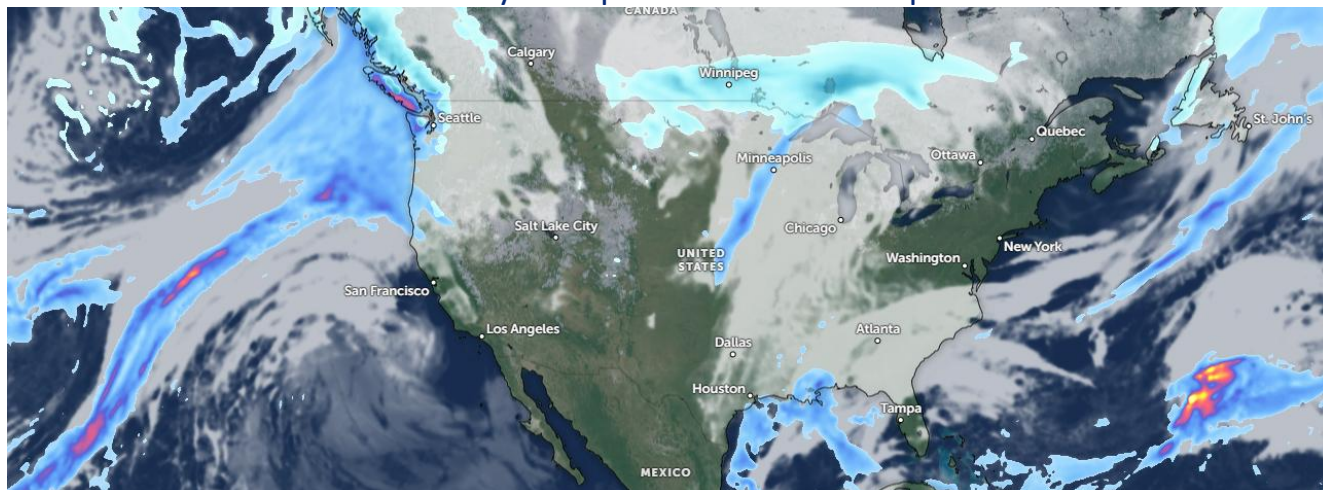 CANADA
Calgary
Winnipeg
Seattle
Quebec
St. John's
Minneapolis
Ottawa
Salt Lake City
Chicago
UNITED
STATES
New York
Washington
San Francisco
Los Angeles
Atlanta
Dallas
Houston
Tampa
MEXICO